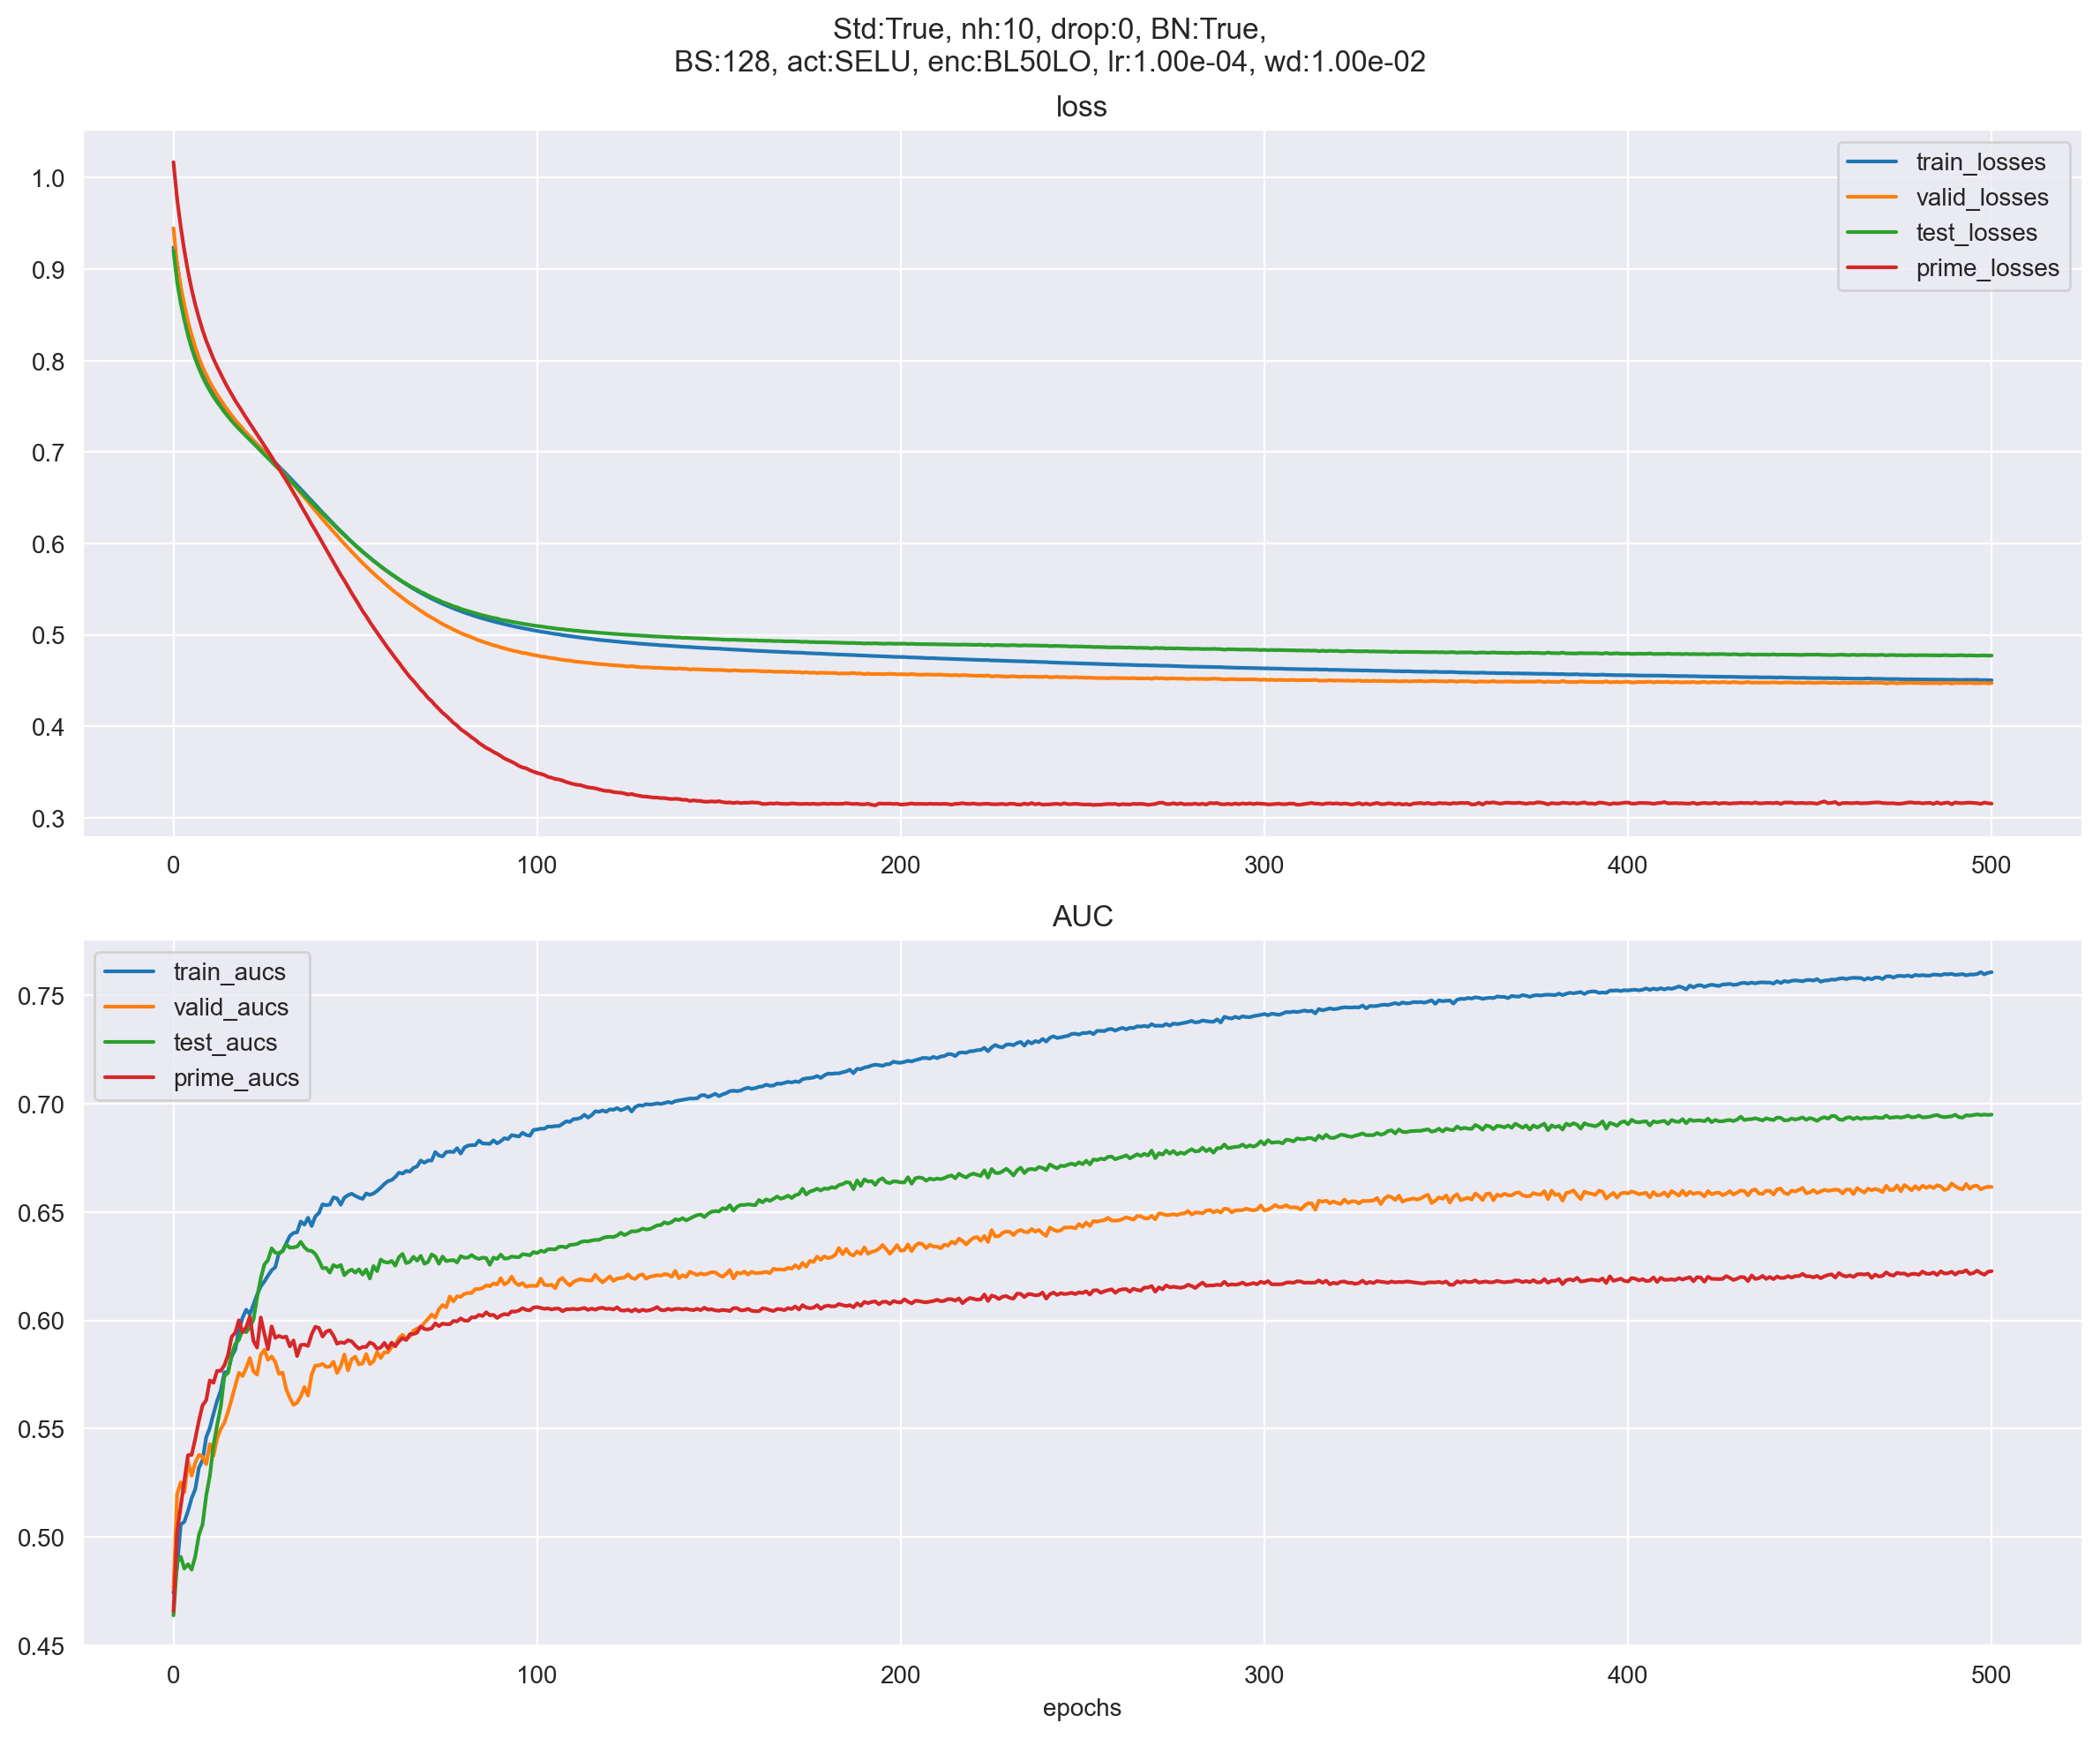 Std:True, nh:10, drop:0, BN:True,
BS:128, act:SELU, enc:BL50LO, lr:1.00e-04, wd:1.00e-02
loss
train_losses
valid_losses
test_losses
prime_losses
1.0
0.9
0.8
0.7
0.6
0.5
0.4
0.3
0 100 200 300 400 500
AUC
train_aucs
valid_aucs
test_aucs
prime_aucs
0.75
0.70
0.65
0.60
0.55
0.50
0.45
0 100 200 300 400 500
epochs